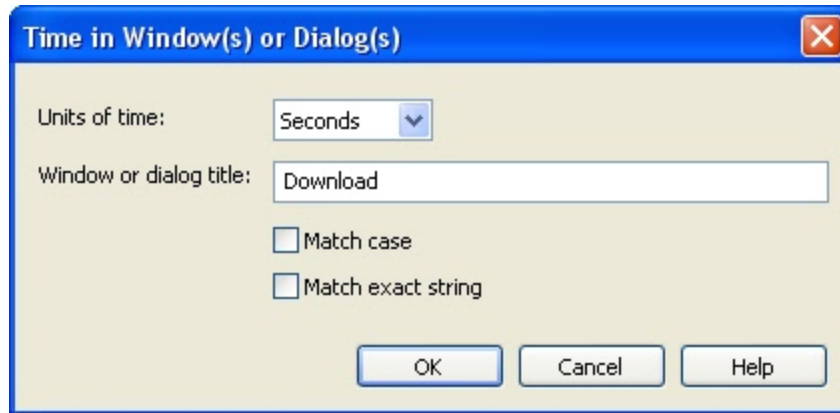 Time in Window(s) or Dialog(s)
Units of time: Seconds
Window or dialog title: Download
Match case
Match exact string
OK Cancel Help